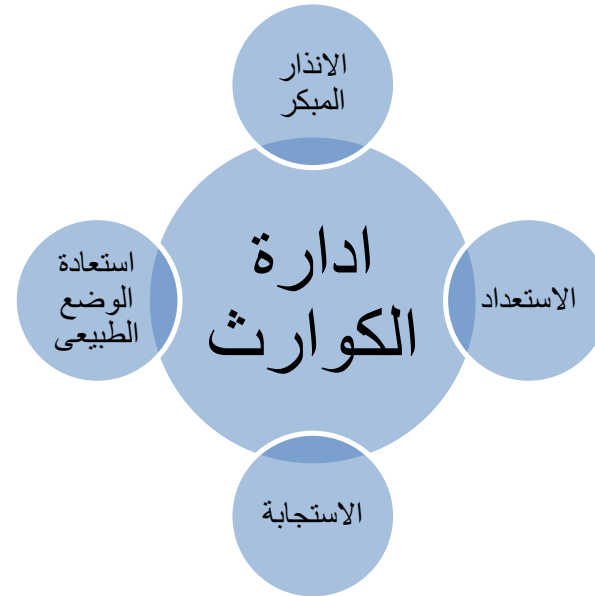 الانذار
المبكر
ادارة
الكوارث
الاستعداد
الاستجابة
استعادة
الوضع
الطبيعى